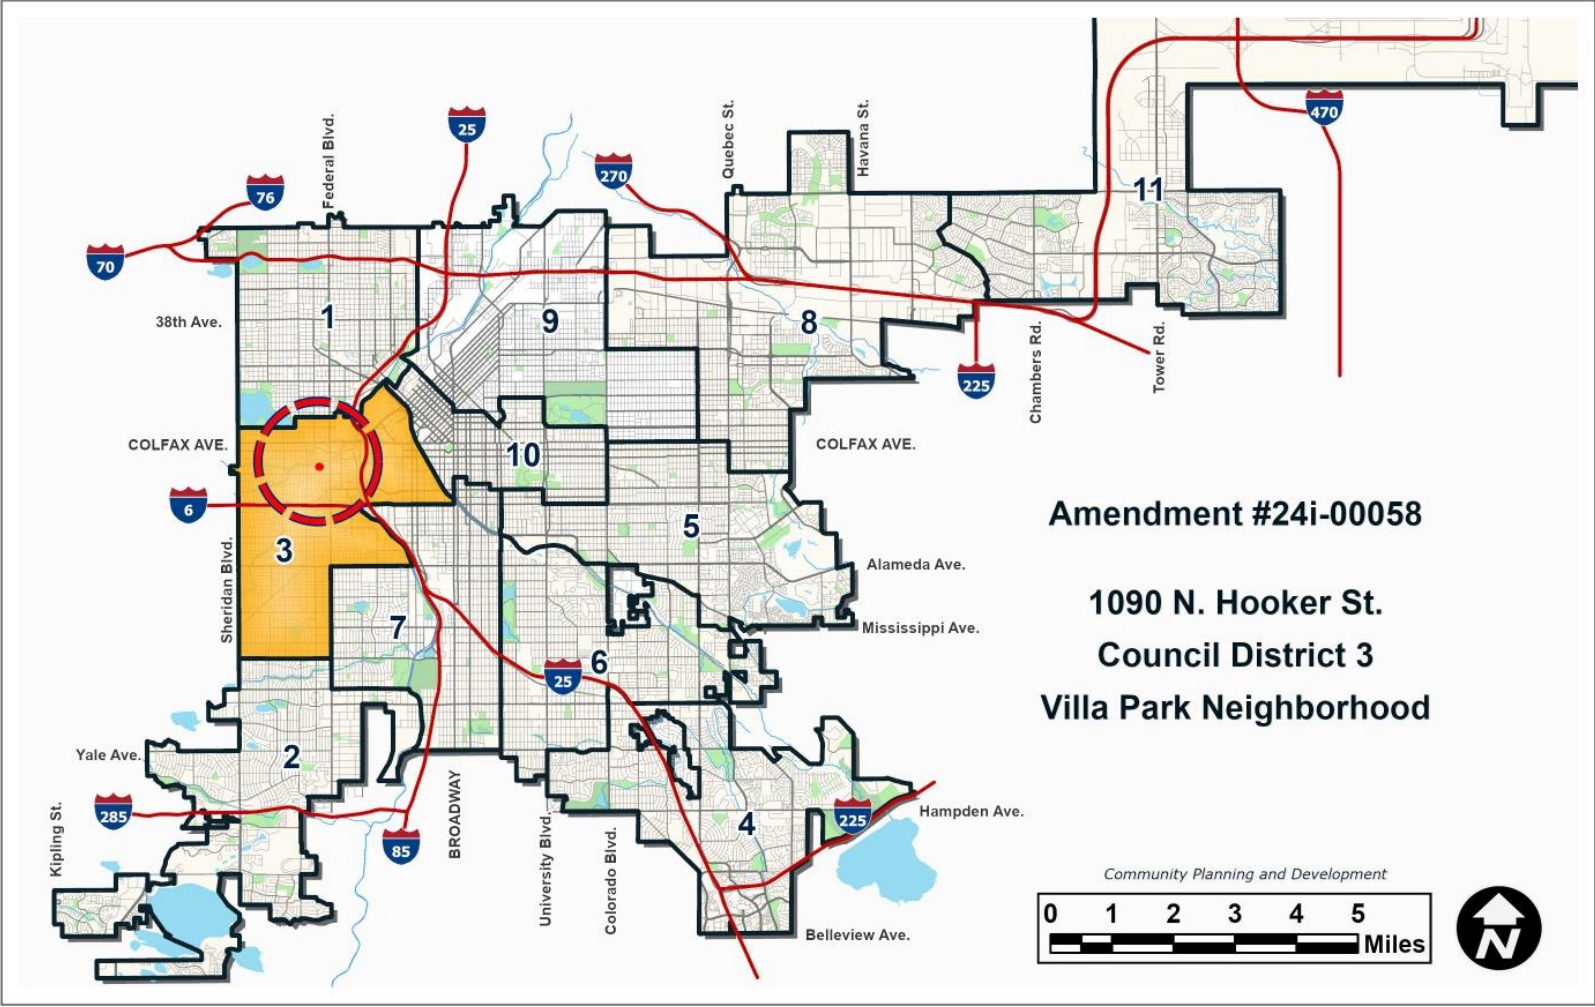 470
25
Federal Blvd.
Quebec St.
Havana St.
270
76
11
70
1
9
8
38th Ave.
225
Chambers Rd.
Tower Rd.
COLFAX AVE.
10
COLFAX AVE.
6
3
5
Amendment #24i-00058
Sheridan Blvd.
Alameda Ave.
1090 N. Hooker St.
7
Mississippi Ave.
Council District 3
6
25
Villa Park Neighborhood
2
Yale Ave.
285
Kipling St.
85
BROADWAY
University Blvd.
Colorado Blvd.
4
225
Hampden Ave.
Community Planning and Development
0 1 2 3 4 5
Miles
N
Belleview Ave.